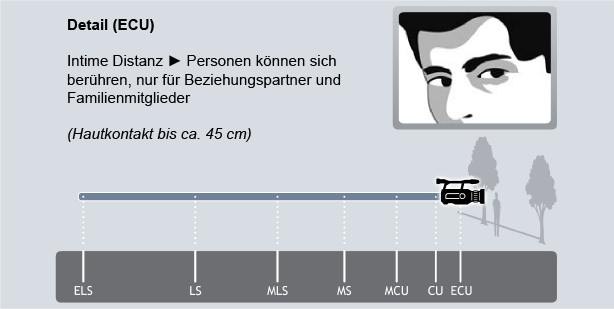 Detail (ECU)
Intime Distanz ► Personen können sich
berühren, nur für Beziehungspartner und
Familienmitglieder
(Hautkontakt bis ca. 45 cm)
ELS LS MLS MS MCU CU ECU